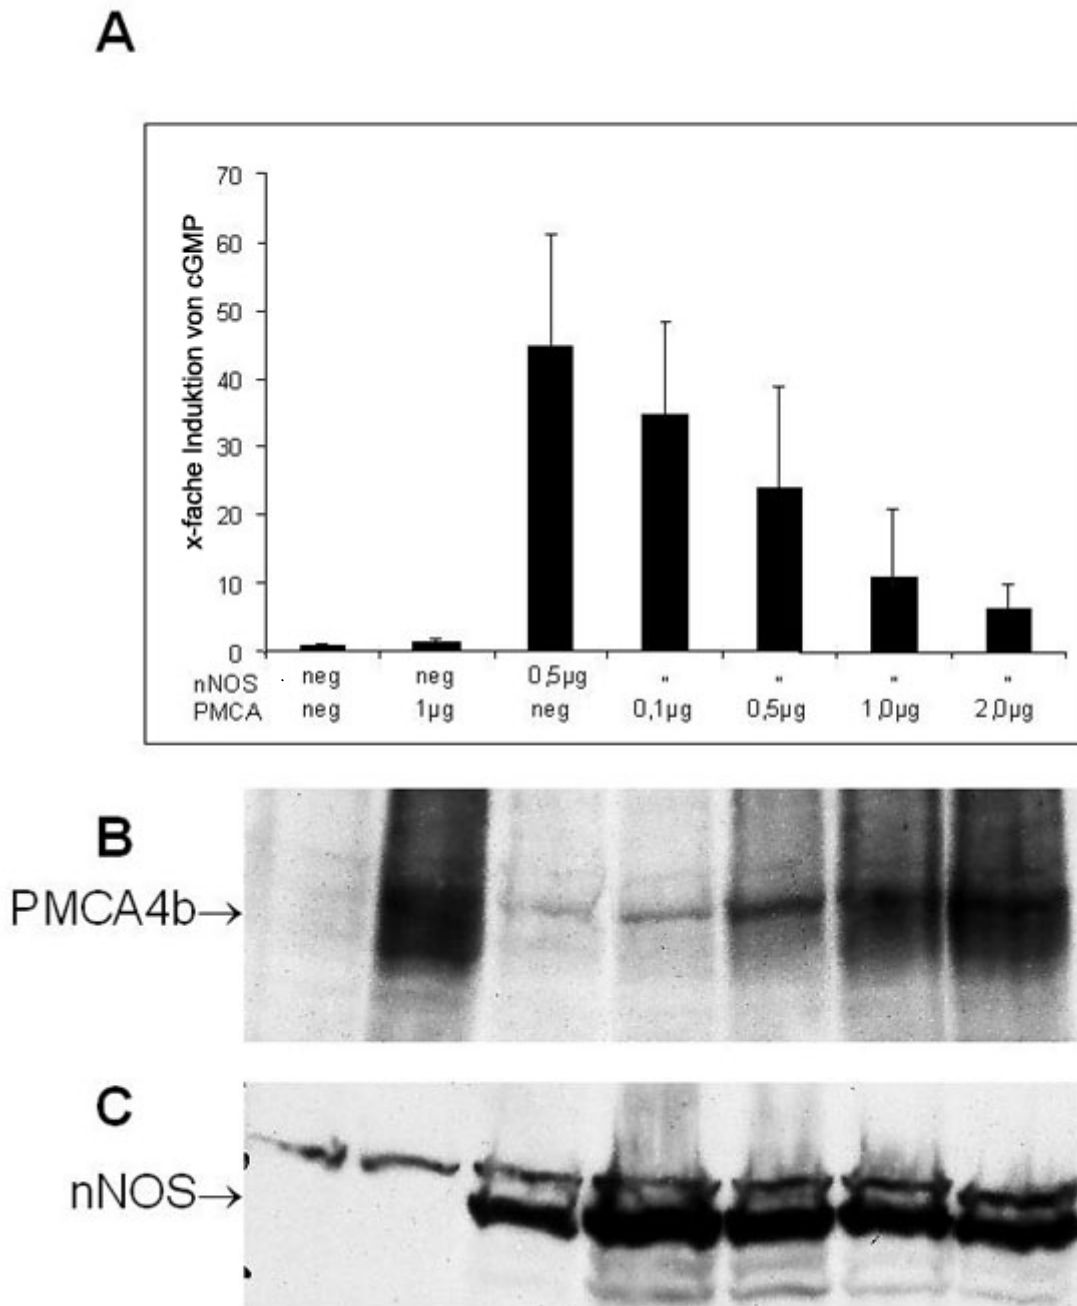 A
x-fache Induktion von cGMP
70
60
50
40
30
20
10
0
nNOS neg neg 0,5µg " " " "
PMCA neg 1µg neg 0,1µg 0,5µg 1,0µg 2,0µg
B
PMCA4b→
C
nNOS→